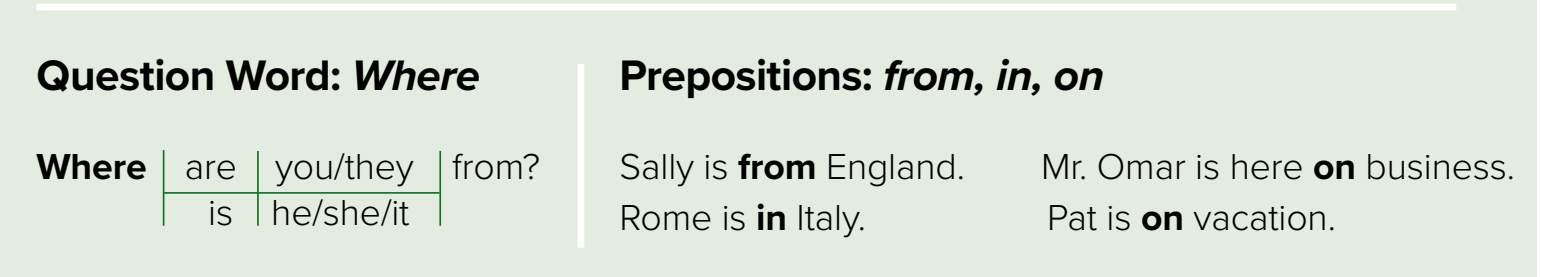 Question Word: Where
Where are you/they from?
is he/she/it
Prepositions: from, in, on
Sally is from England.
Rome is in Italy.
Mr. Omar is here on business.
Pat is on vacation.